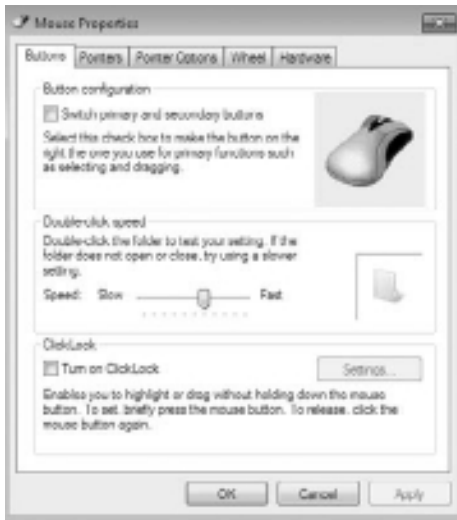 Mouse Properties
Buttons Pointers Pointer Options Wheel Hardware
Button configuration
Switch primary and secondary buttons
Select this check box to make the button on the
right the one you use for primary functions such
as selecting and dragging.
Double-click speed
Double-click the folder to test your setting. If the
folder does not open or close, try using a slower
setting.
Speed: Slow Fast
ClickLock
Turn on ClickLock
Settings...
Enables you to highlight or drag without holding down the mouse
button. To set, briefly press the mouse button. To release, click the
mouse button again.
OK Cancel Apply